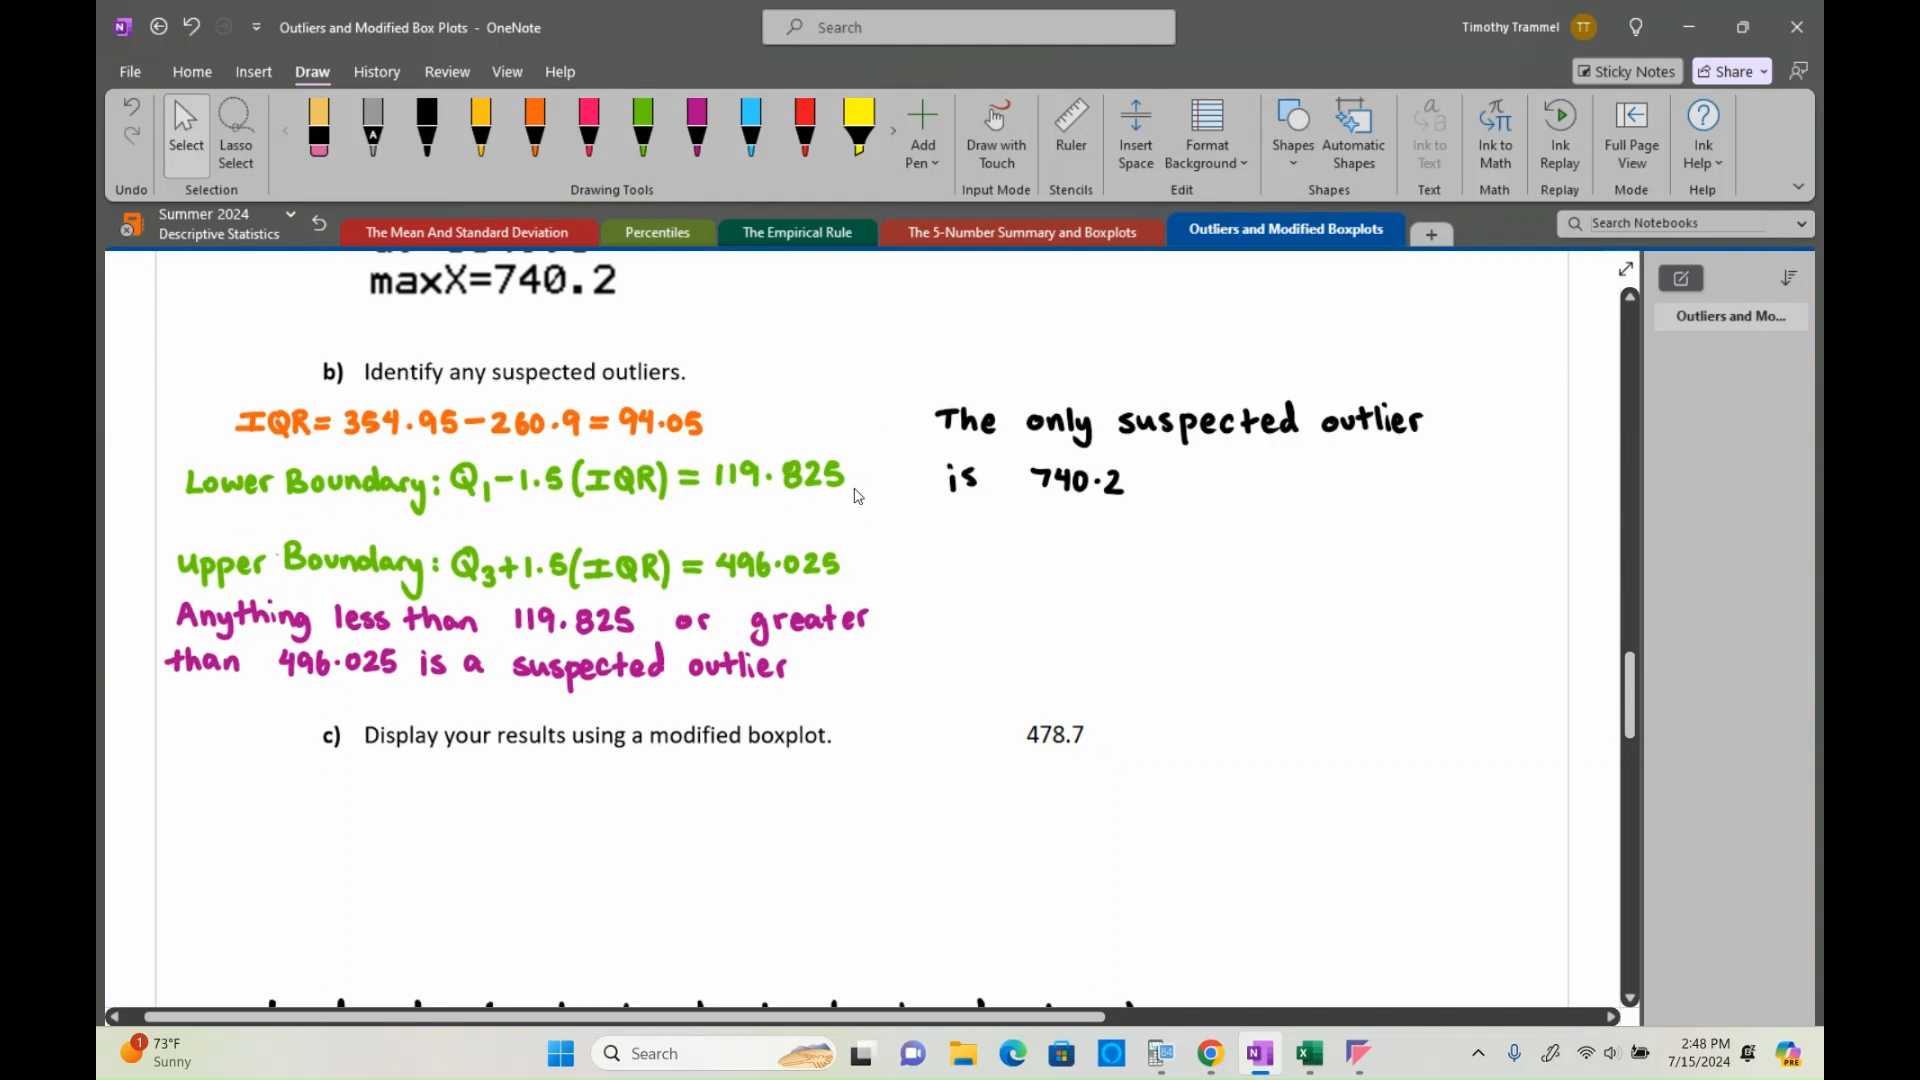 Outliers and Modified Box Plots - OneNote
Search
Timothy Trammel
TT
File Home Insert Draw History Review View Help
Sticky Notes
Share
Undo
Select
Lasso Select
Selection
Drawing Tools
Add Pen
Draw with Touch
Input Mode
Ruler
Stencils
Insert Space
Format Background
Edit
Shapes
Automatic Shapes
Shapes
Ink to Text
Text
Ink to Math
Math
Ink Replay
Replay
Full Page View
Mode
Ink Help
Help
Summer 2024
Descriptive Statistics
The Mean And Standard Deviation
Percentiles
The Empirical Rule
The 5-Number Summary and Boxplots
Outliers and Modified Boxplots
Search Notebooks
Outliers and Mo...
maxX=740.2
b) Identify any suspected outliers.
IQR = 354.95 - 260.9 = 94.05
Lower Boundary: Q1 - 1.5 (IQR) = 119.825
Upper Boundary: Q3 + 1.5 (IQR) = 496.025
Anything less than 119.825 or greater
than 496.025 is a suspected outlier
The only suspected outlier
is 740.2
c) Display your results using a modified boxplot.
478.7
1
73°F
Sunny
Search
2:48 PM
7/15/2024
PRE